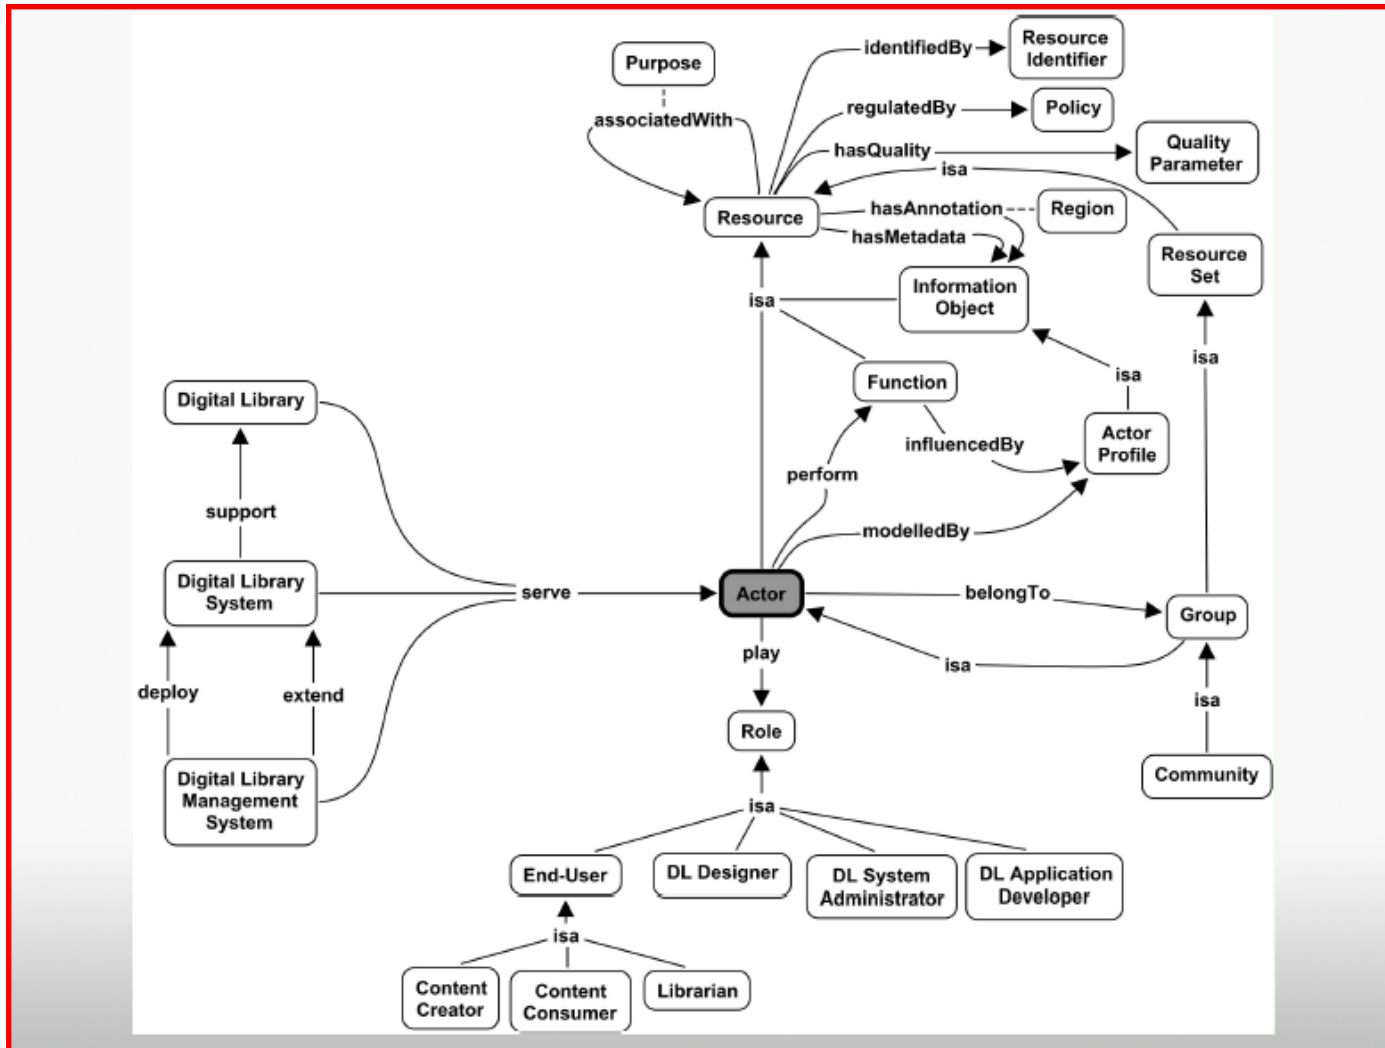 Resource
Identifier
identifiedBy
Purpose
regulatedBy
Policy
associatedWith
hasQuality
Quality
Parameter
isa
hasAnnotation
Region
Resource
hasMetadata
Resource
Set
Information
Object
isa
isa
isa
Function
Digital Library
Actor
Profile
influencedBy
perform
support
modelledBy
Digital Library
System
serve
Actor
belongTo
Group
play
isa
deploy
extend
isa
Role
Digital Library
Management
System
Community
isa
End-User
DL Designer
DL System
Administrator
DL Application
Developer
isa
Content
Creator
Content
Consumer
Librarian